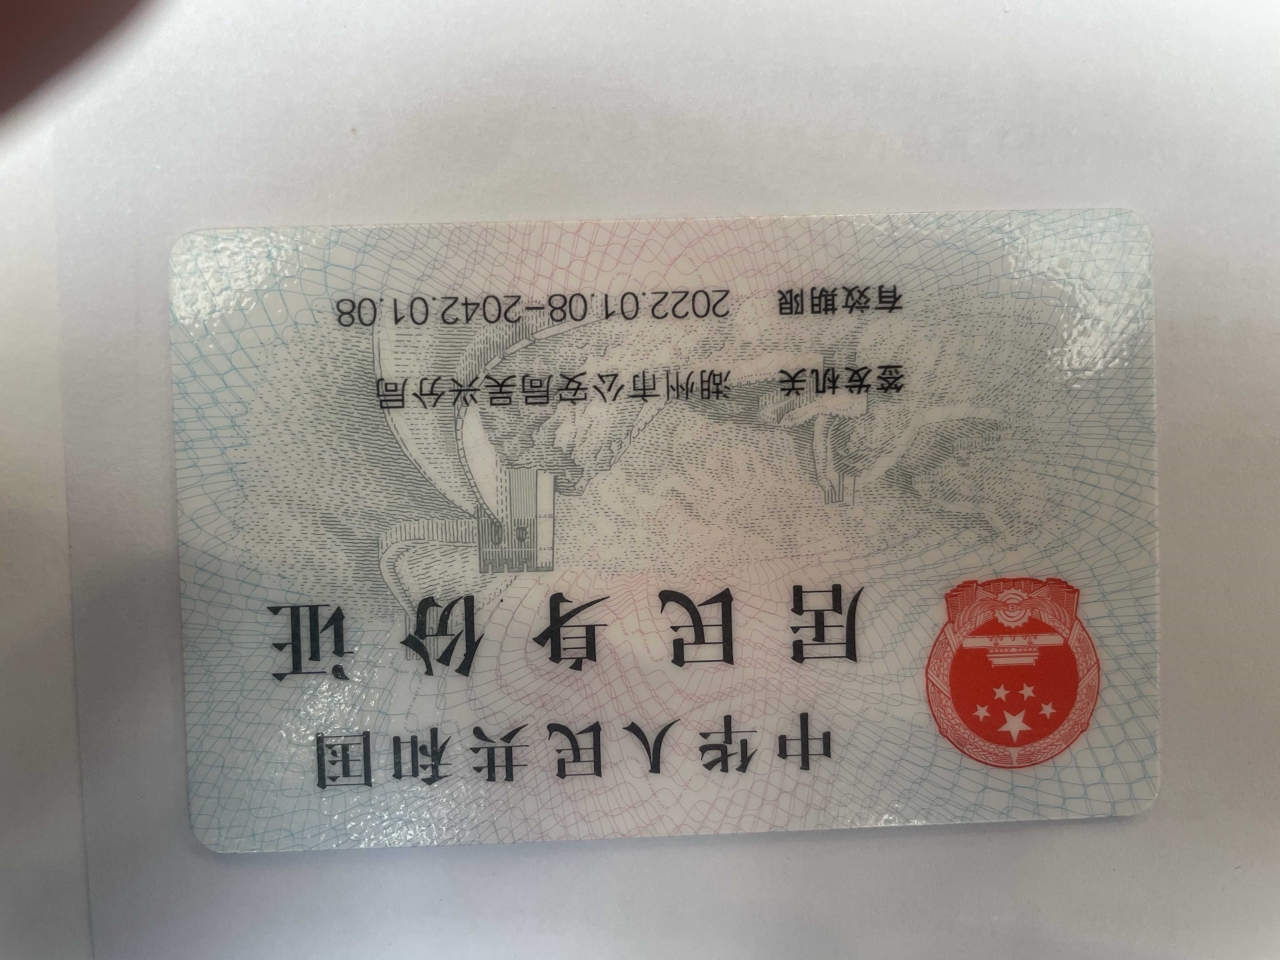 中华人民共和国
居民身份证
签发机关 湖州市公安局吴兴分局
有效期限 2022.01.08-2042.01.08